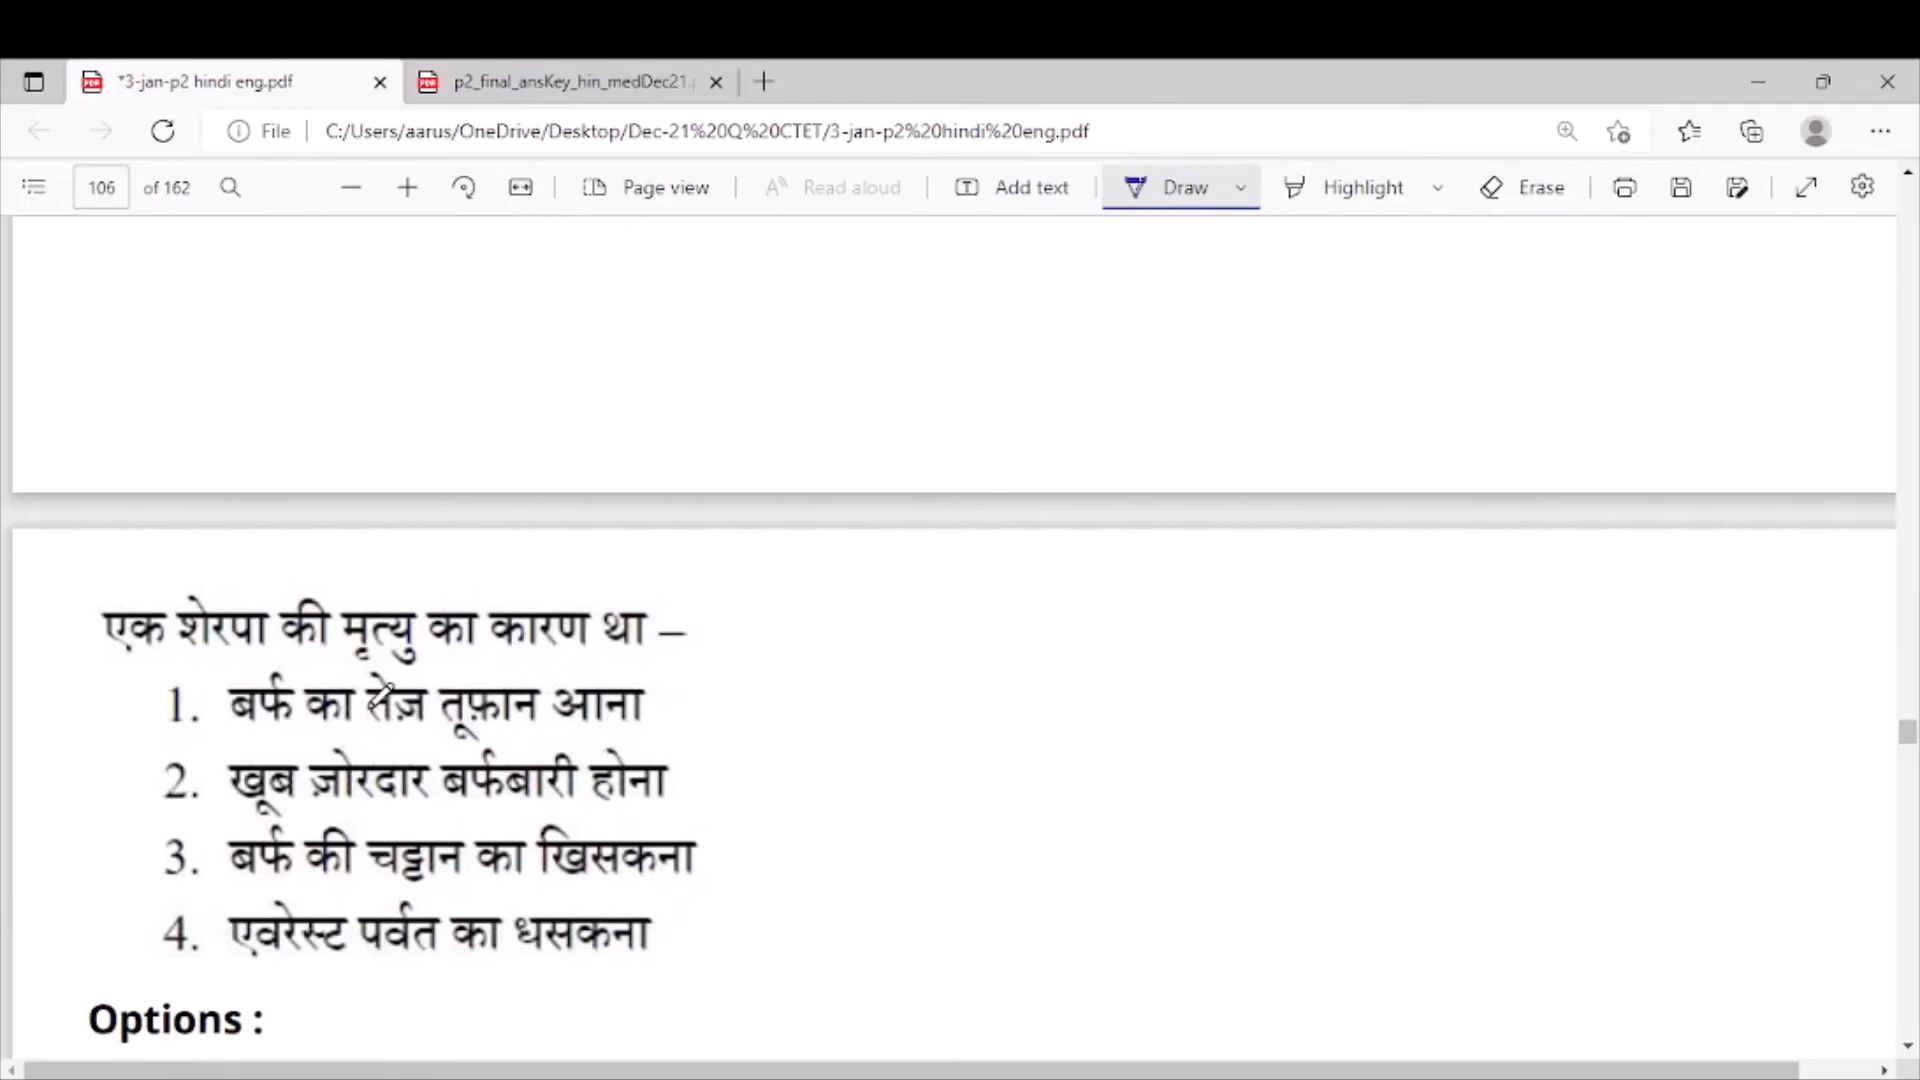 *3-jan-p2 hindi eng.pdf
p2_final_ansKey_hin_medDec21.
File
C:/Users/aarus/OneDrive/Desktop/Dec-21%20Q%20CTET/3-jan-p2%20hindi%20eng.pdf
106 of 162
Page view
Read aloud
Add text
Draw
Highlight
Erase
एक शेरपा की मृत्यु का कारण था –
1. बर्फ का तेज़ तूफ़ान आना
2. खूब ज़ोरदार बर्फबारी होना
3. बर्फ की चट्टान का खिसकना
4. एवरेस्ट पर्वत का धसकना
Options :